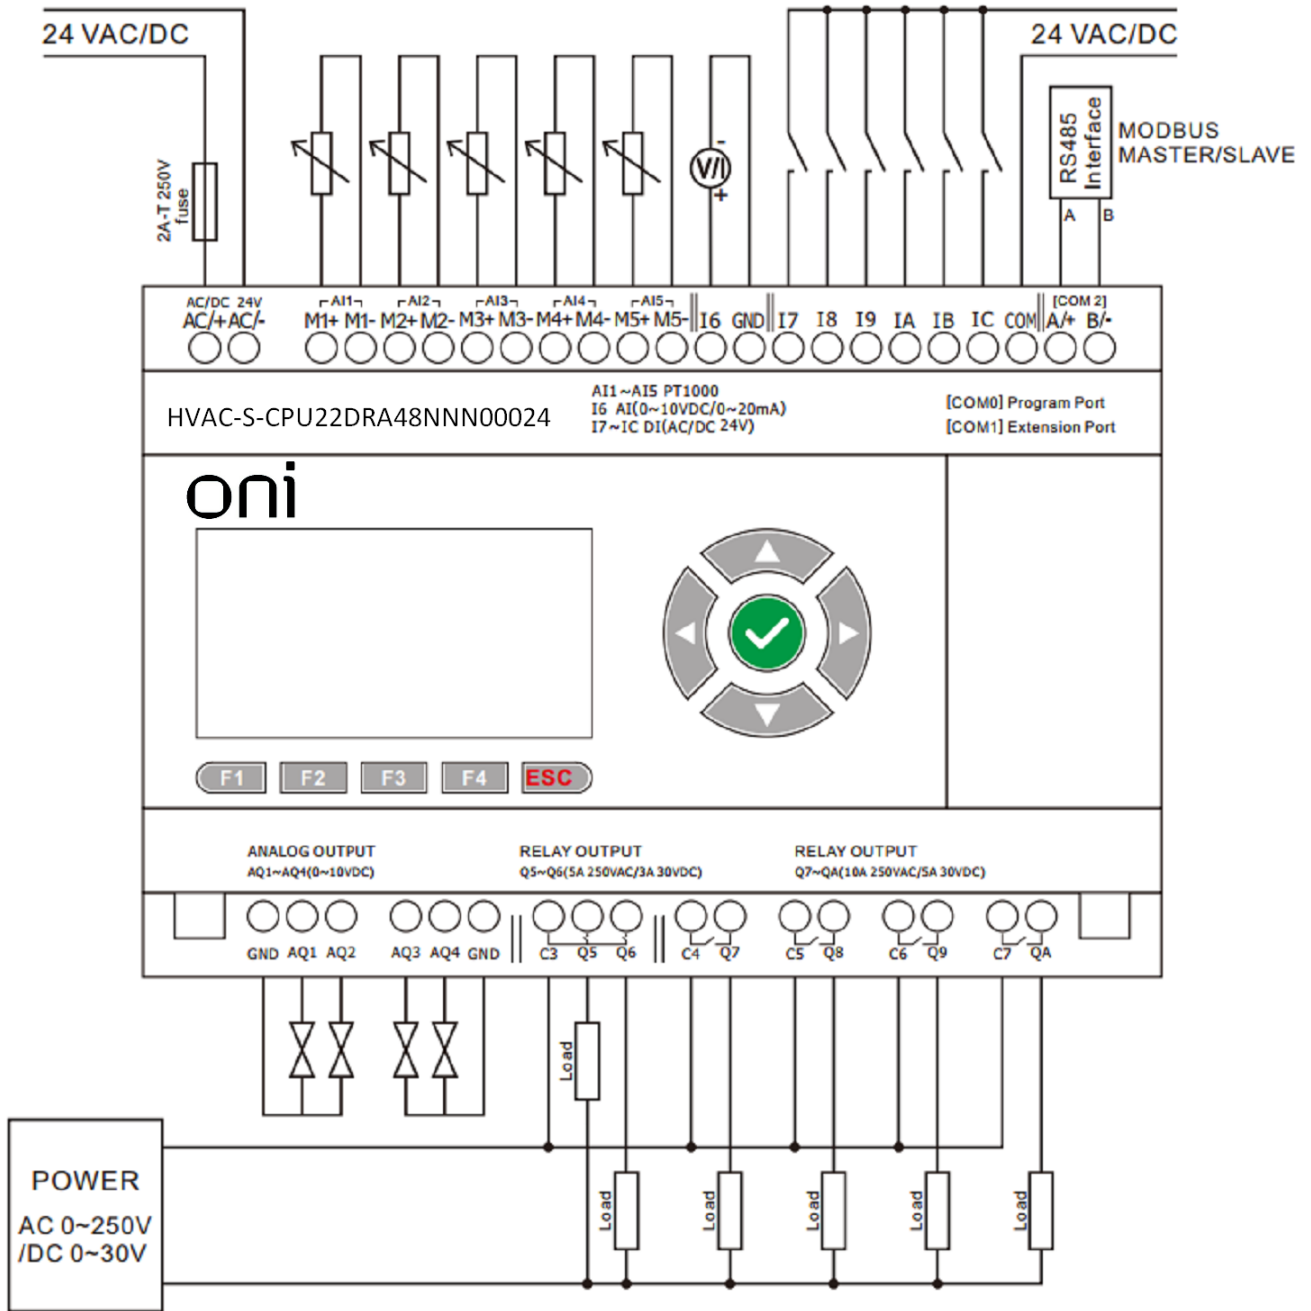 24 VAC/DC
24 VAC/DC
2A-T 250V
fuse
-
V/I
+
RS485
Interface
MODBUS
MASTER/SLAVE
A B
AC/DC 24V
AC/+ AC/-
AI1 AI2 AI3 AI4 AI5
M1+ M1- M2+ M2- M3+ M3- M4+ M4- M5+ M5- I6 GND I7 I8 I9 IA IB IC COM
[COM 2]
A/+ B/-
HVAC-S-CPU22DRA48NNN00024
AI1~AI5 PT1000
I6 AI(0~10VDC/0~20mA)
I7~IC DI(AC/DC 24V)
[COM0] Program Port
[COM1] Extension Port
oni
F1 F2 F3 F4 ESC
ANALOG OUTPUT
AQ1~AQ4(0~10VDC)
RELAY OUTPUT
Q5~Q6(5A 250VAC/3A 30VDC)
RELAY OUTPUT
Q7~QA(10A 250VAC/5A 30VDC)
GND AQ1 AQ2 AQ3 AQ4 GND C3 Q5 Q6 C4 Q7 C5 Q8 C6 Q9 C7 QA
Load
Load
Load
Load
Load
Load
POWER
AC 0~250V
/DC 0~30V